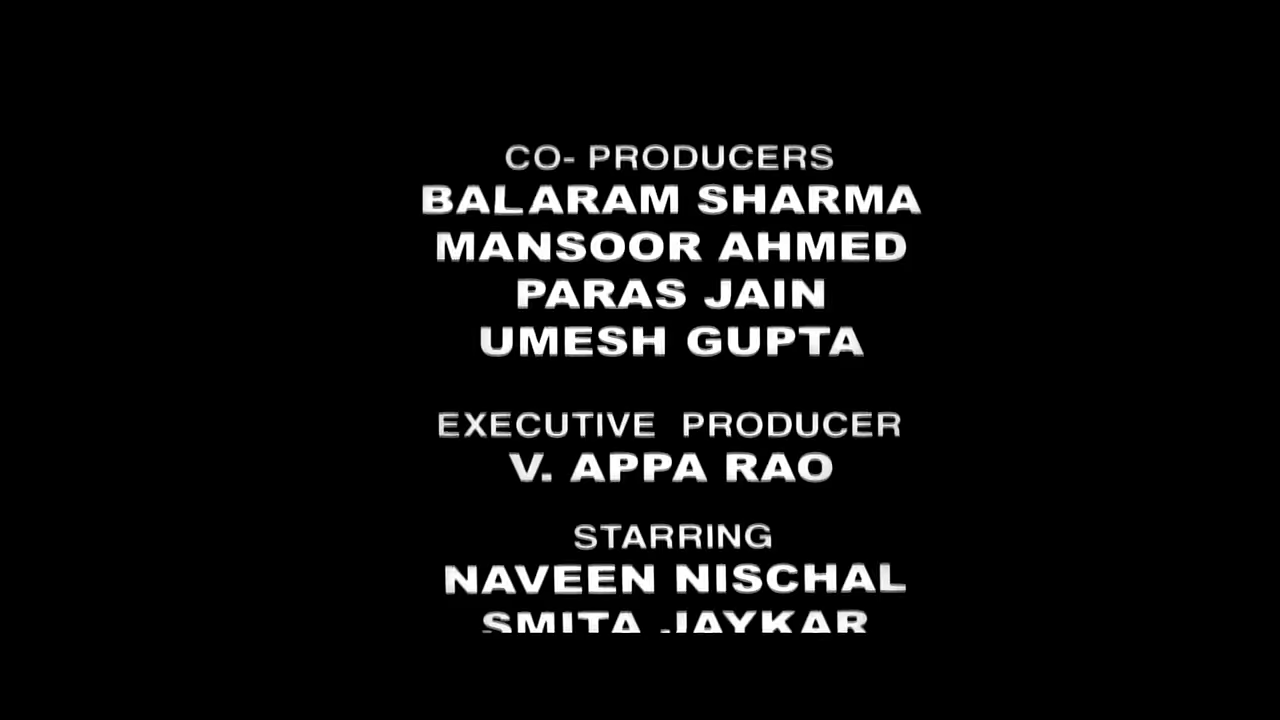 CO- PRODUCERS
BALARAM SHARMA
MANSOOR AHMED
PARAS JAIN
UMESH GUPTA
EXECUTIVE PRODUCER
V. APPA RAO
STARRING
NAVEEN NISCHAL
SMITA JAYKAR